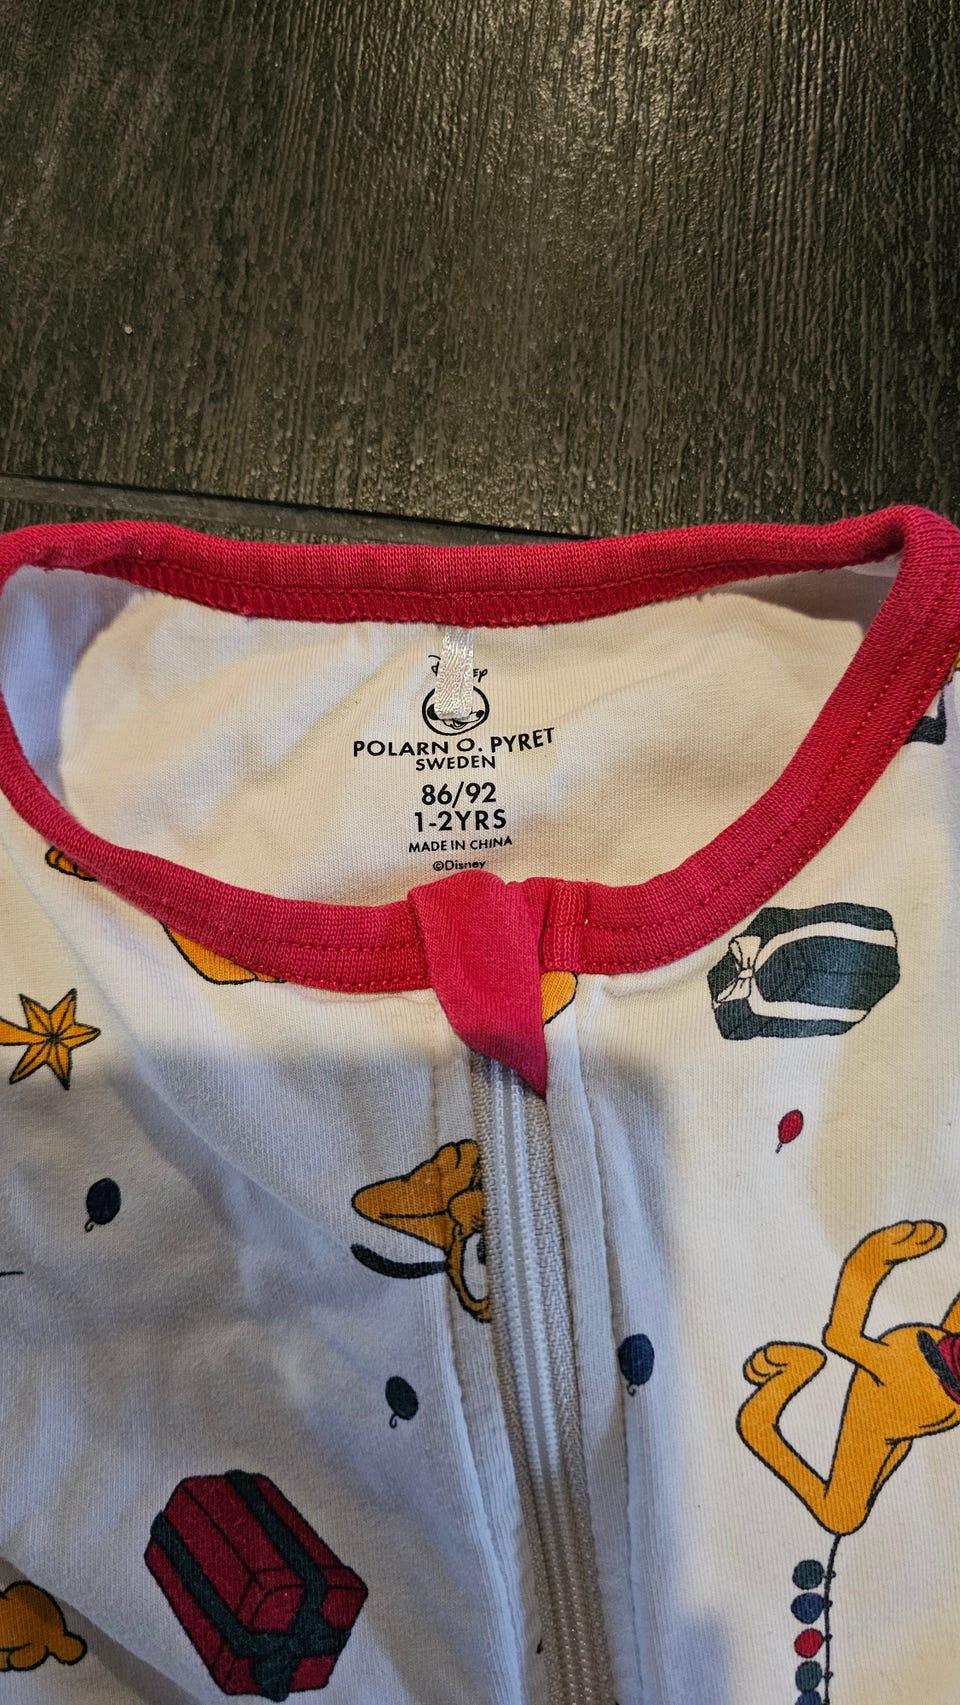 POLARN O. PYRET
SWEDEN
86/92
1-2YRS
MADE IN CHINA
©Disney